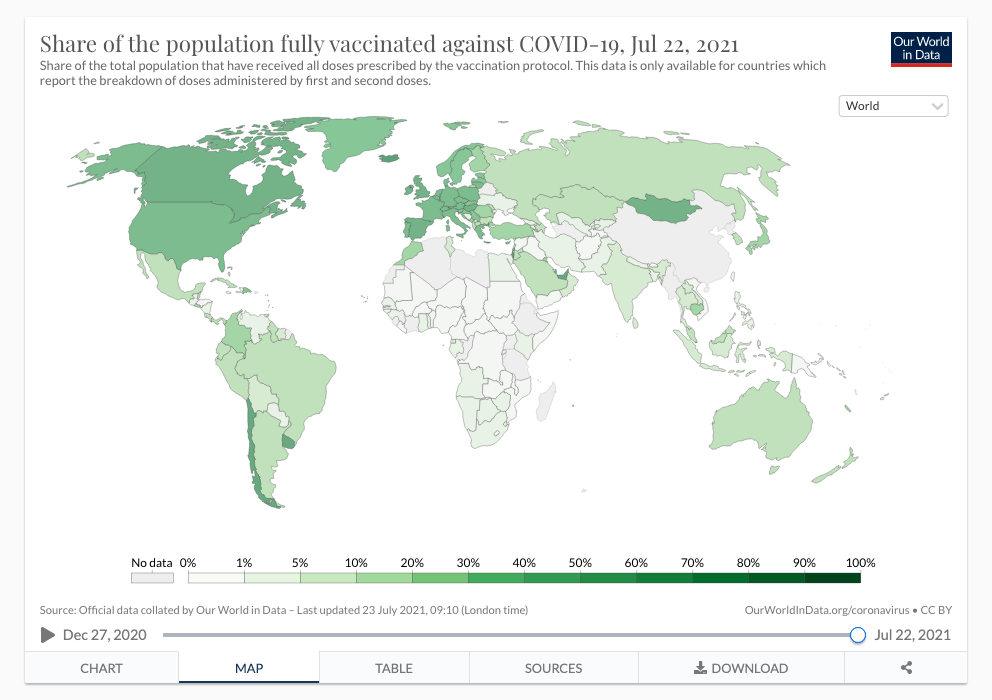 Share of the population fully vaccinated against COVID-19, Jul 22, 2021
Share of the total population that have received all doses prescribed by the vaccination protocol. This data is only available for countries which
report the breakdown of doses administered by first and second doses.
Our World
in Data
World
No data 0% 1% 5% 10% 20% 30% 40% 50% 60% 70% 80% 90% 100%
Source: Official data collated by Our World in Data – Last updated 23 July 2021, 09:10 (London time)
OurWorldInData.org/coronavirus • CC BY
Dec 27, 2020
Jul 22, 2021
CHART MAP TABLE SOURCES DOWNLOAD